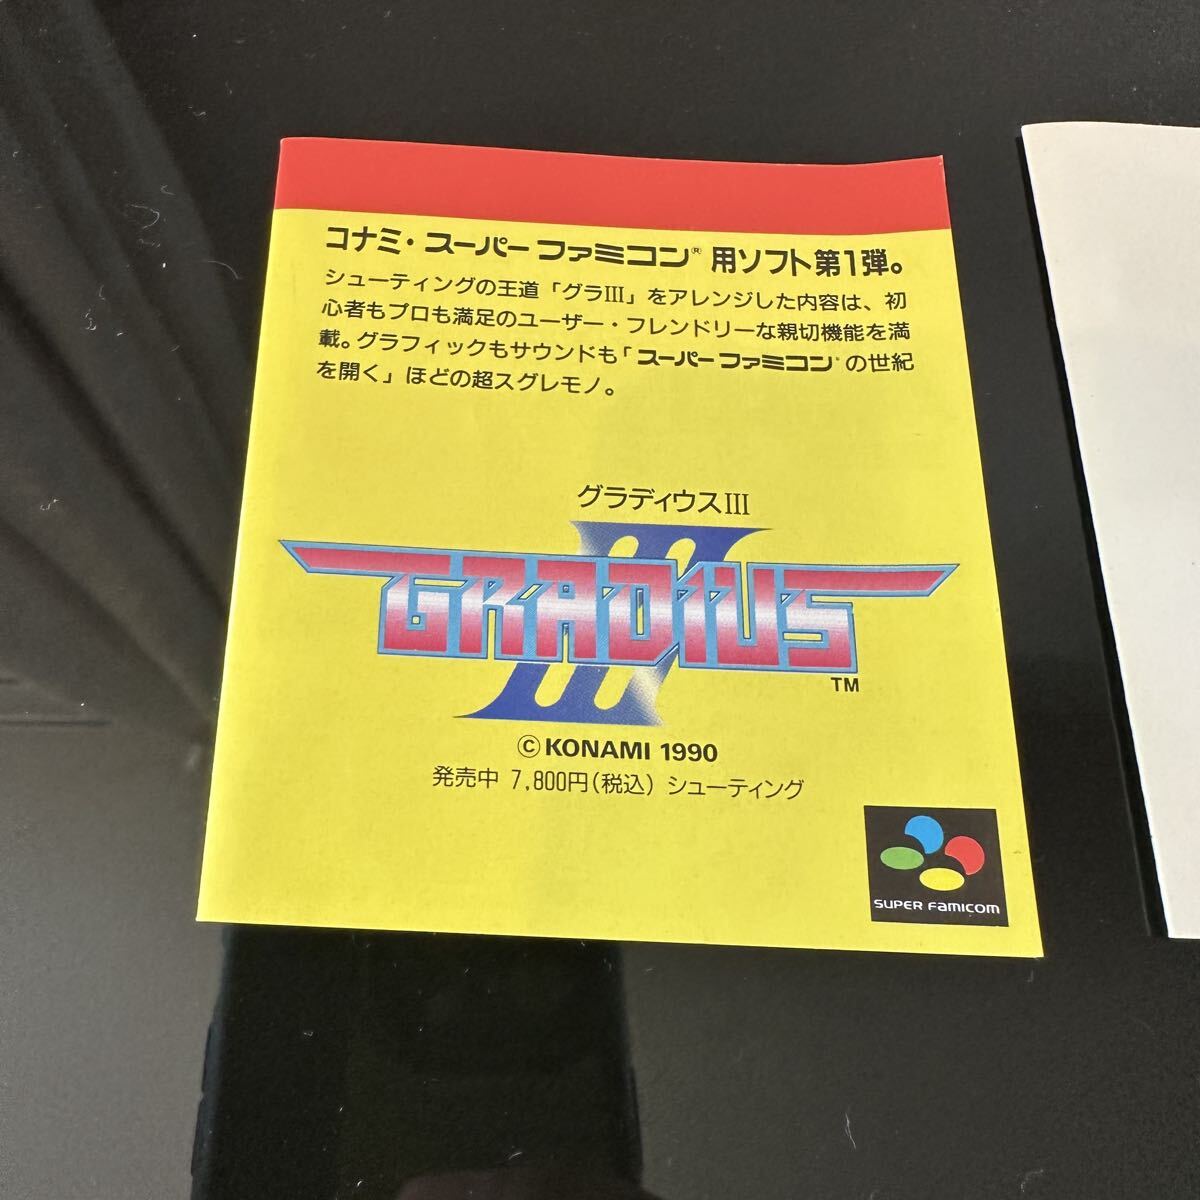 コナミ・スーパーファミコン® 用ソフト第1弾。
シューティングの王道「グラIII」をアレンジした内容は、初
心者もプロも満足のユーザー・フレンドリーな親切機能を満
載。グラフィックもサウンドも「スーパーファミコン®の世紀
を開く」ほどの超スグレモノ。
グラディウスIII
GRADIUS III
TM
© KONAMI 1990
発売中 7,800円(税込) シューティング
SUPER FAMICOM